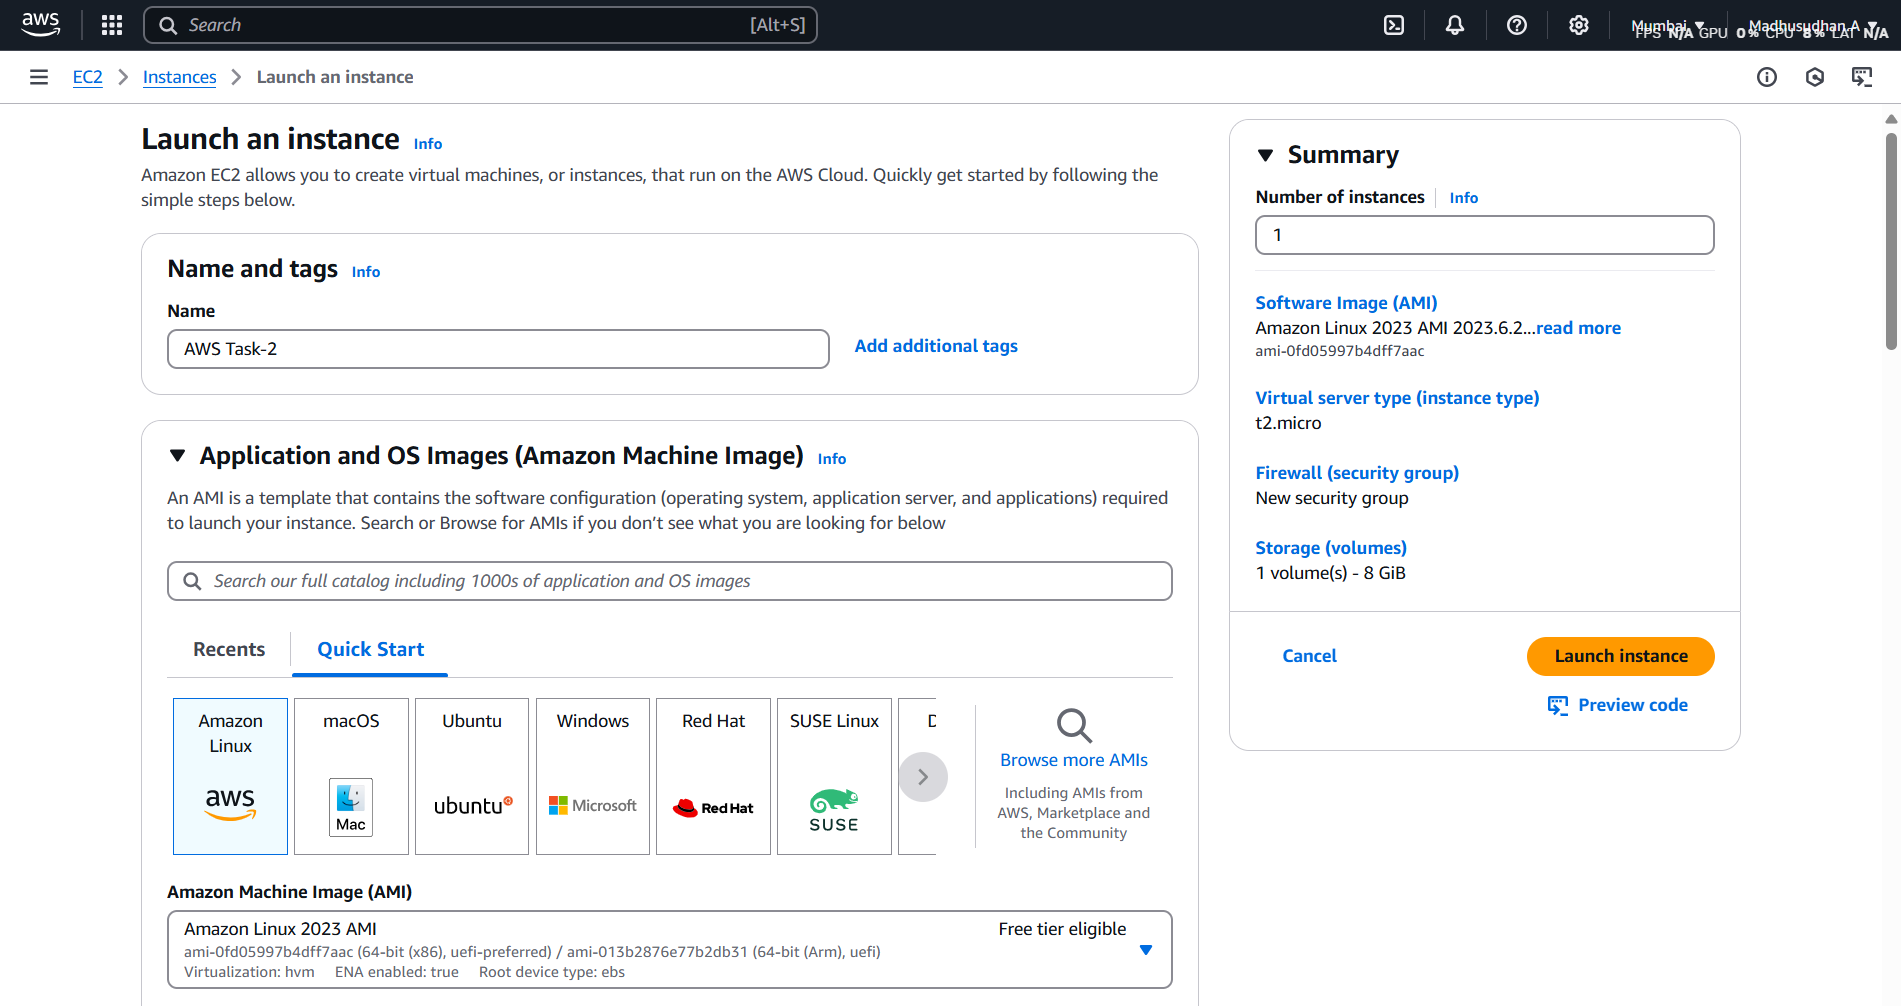 aws
Search [Alt+S]
Mumbai Madhusudhan A
FPS N/A GPU 0% CPU 8% LAT N/A
EC2 Instances Launch an instance
Launch an instance Info
Amazon EC2 allows you to create virtual machines, or instances, that run on the AWS Cloud. Quickly get started by following the
simple steps below.
Name and tags Info
Name
AWS Task-2
Add additional tags
Application and OS Images (Amazon Machine Image) Info
An AMI is a template that contains the software configuration (operating system, application server, and applications) required
to launch your instance. Search or Browse for AMIs if you don’t see what you are looking for below
Search our full catalog including 1000s of application and OS images
Recents
Quick Start
Amazon
Linux
aws
macOS
Mac
Ubuntu
ubuntu
Windows
Microsoft
Red Hat
Red Hat
SUSE Linux
SUSE
D
Browse more AMIs
Including AMIs from
AWS, Marketplace and
the Community
Amazon Machine Image (AMI)
Amazon Linux 2023 AMI
Free tier eligible
ami-0fd05997b4dff7aac (64-bit (x86), uefi-preferred) / ami-013b2876e77b2db31 (64-bit (Arm), uefi)
Virtualization: hvm ENA enabled: true Root device type: ebs
Summary
Number of instances Info
1
Software Image (AMI)
Amazon Linux 2023 AMI 2023.6.2...read more
ami-0fd05997b4dff7aac
Virtual server type (instance type)
t2.micro
Firewall (security group)
New security group
Storage (volumes)
1 volume(s) - 8 GiB
Cancel
Launch instance
Preview code